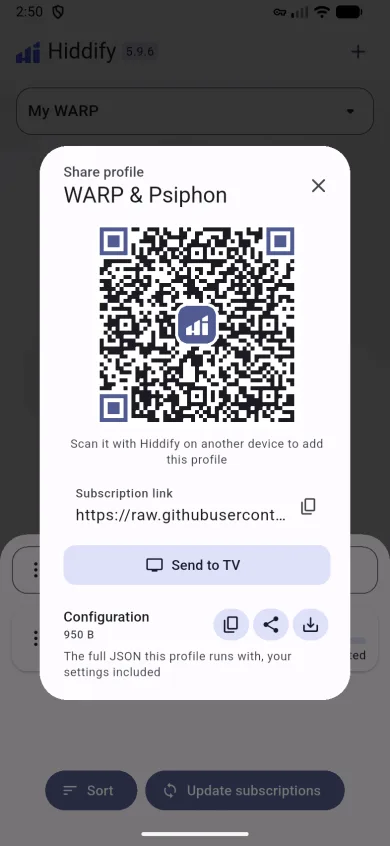 2:50
Hiddify 5.9.6
My WARP
Share profile
WARP & Psiphon
Scan it with Hiddify on another device to add
this profile
Subscription link
https://raw.githubusercont...
Send to TV
Configuration
950 B
The full JSON this profile runs with, your
settings included
Sort
Update subscriptions